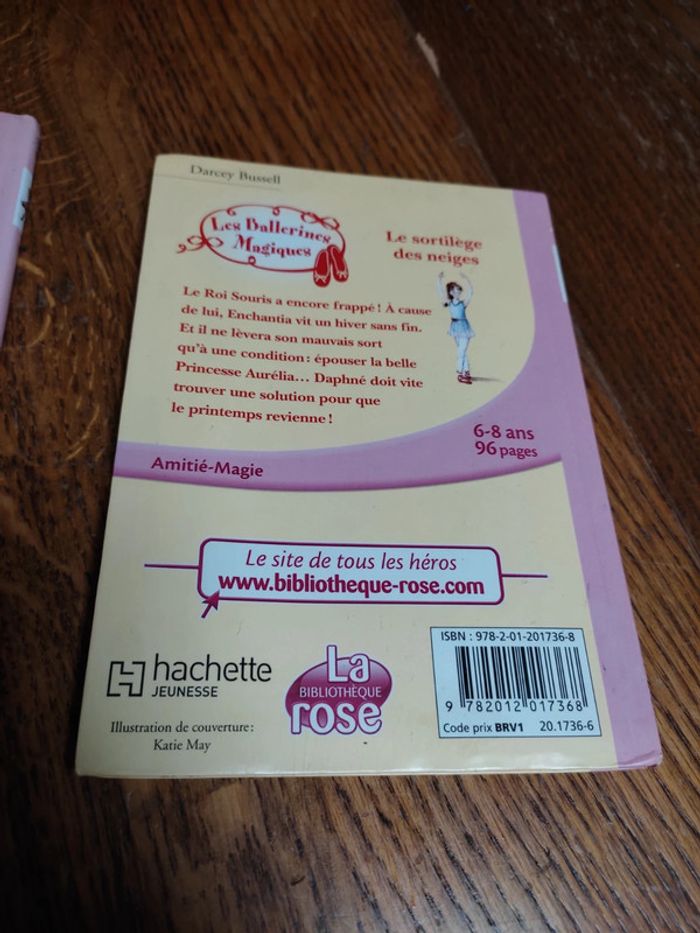 Darcey Bussell
Les Ballerines
Magiques
Le sortilège
des neiges
Le Roi Souris a encore frappé ! À cause
de lui, Enchantia vit un hiver sans fin.
Et il ne lèvera son mauvais sort
qu'à une condition : épouser la belle
Princesse Aurélia... Daphné doit vite
trouver une solution pour que
le printemps revienne !
6-8 ans
96 pages
Amitié-Magie
Le site de tous les héros
www.bibliotheque-rose.com
hachette
JEUNESSE
La
BIBLIOTHÈQUE
rose
Illustration de couverture :
Katie May
ISBN : 978-2-01-201736-8
9 782012 017368
Code prix BRV1 20.1736-6